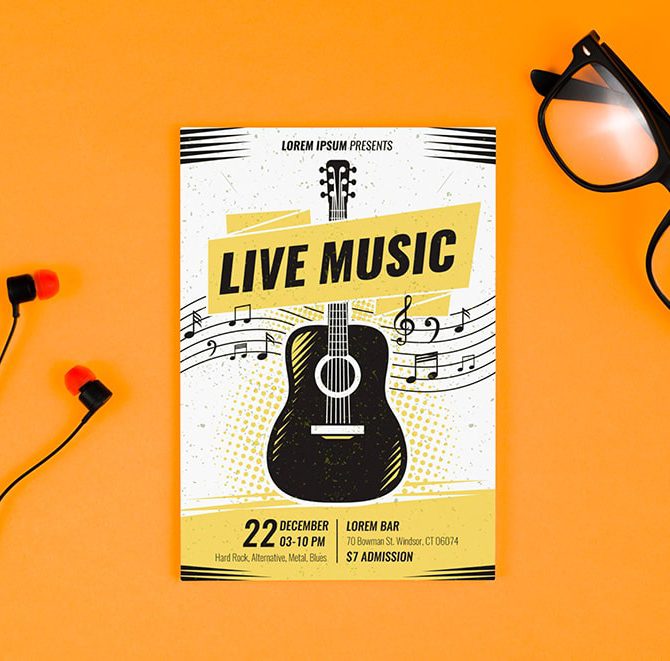 LOREM IPSUM PRESENTS
LIVE MUSIC
22 DECEMBER
03-10 PM
Hard Rock, Alternative, Metal, Blues
LOREM BAR
70 Bowman St. Windsor, CT 06074
$7 ADMISSION